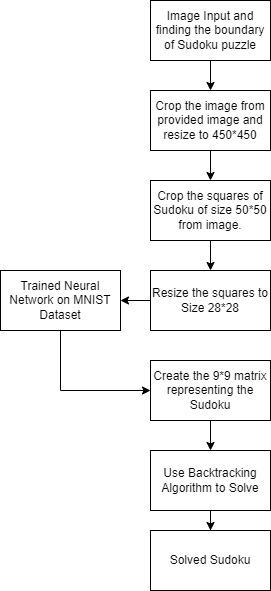 Image Input and
finding the boundary
of Sudoku puzzle
Crop the image from
provided image and
resize to 450*450
Crop the squares of
Sudoku of size 50*50
from image.
Resize the squares to
Size 28*28
Trained Neural
Network on MNIST
Dataset
Create the 9*9 matrix
representing the
Sudoku
Use Backtracking
Algorithm to Solve
Solved Sudoku